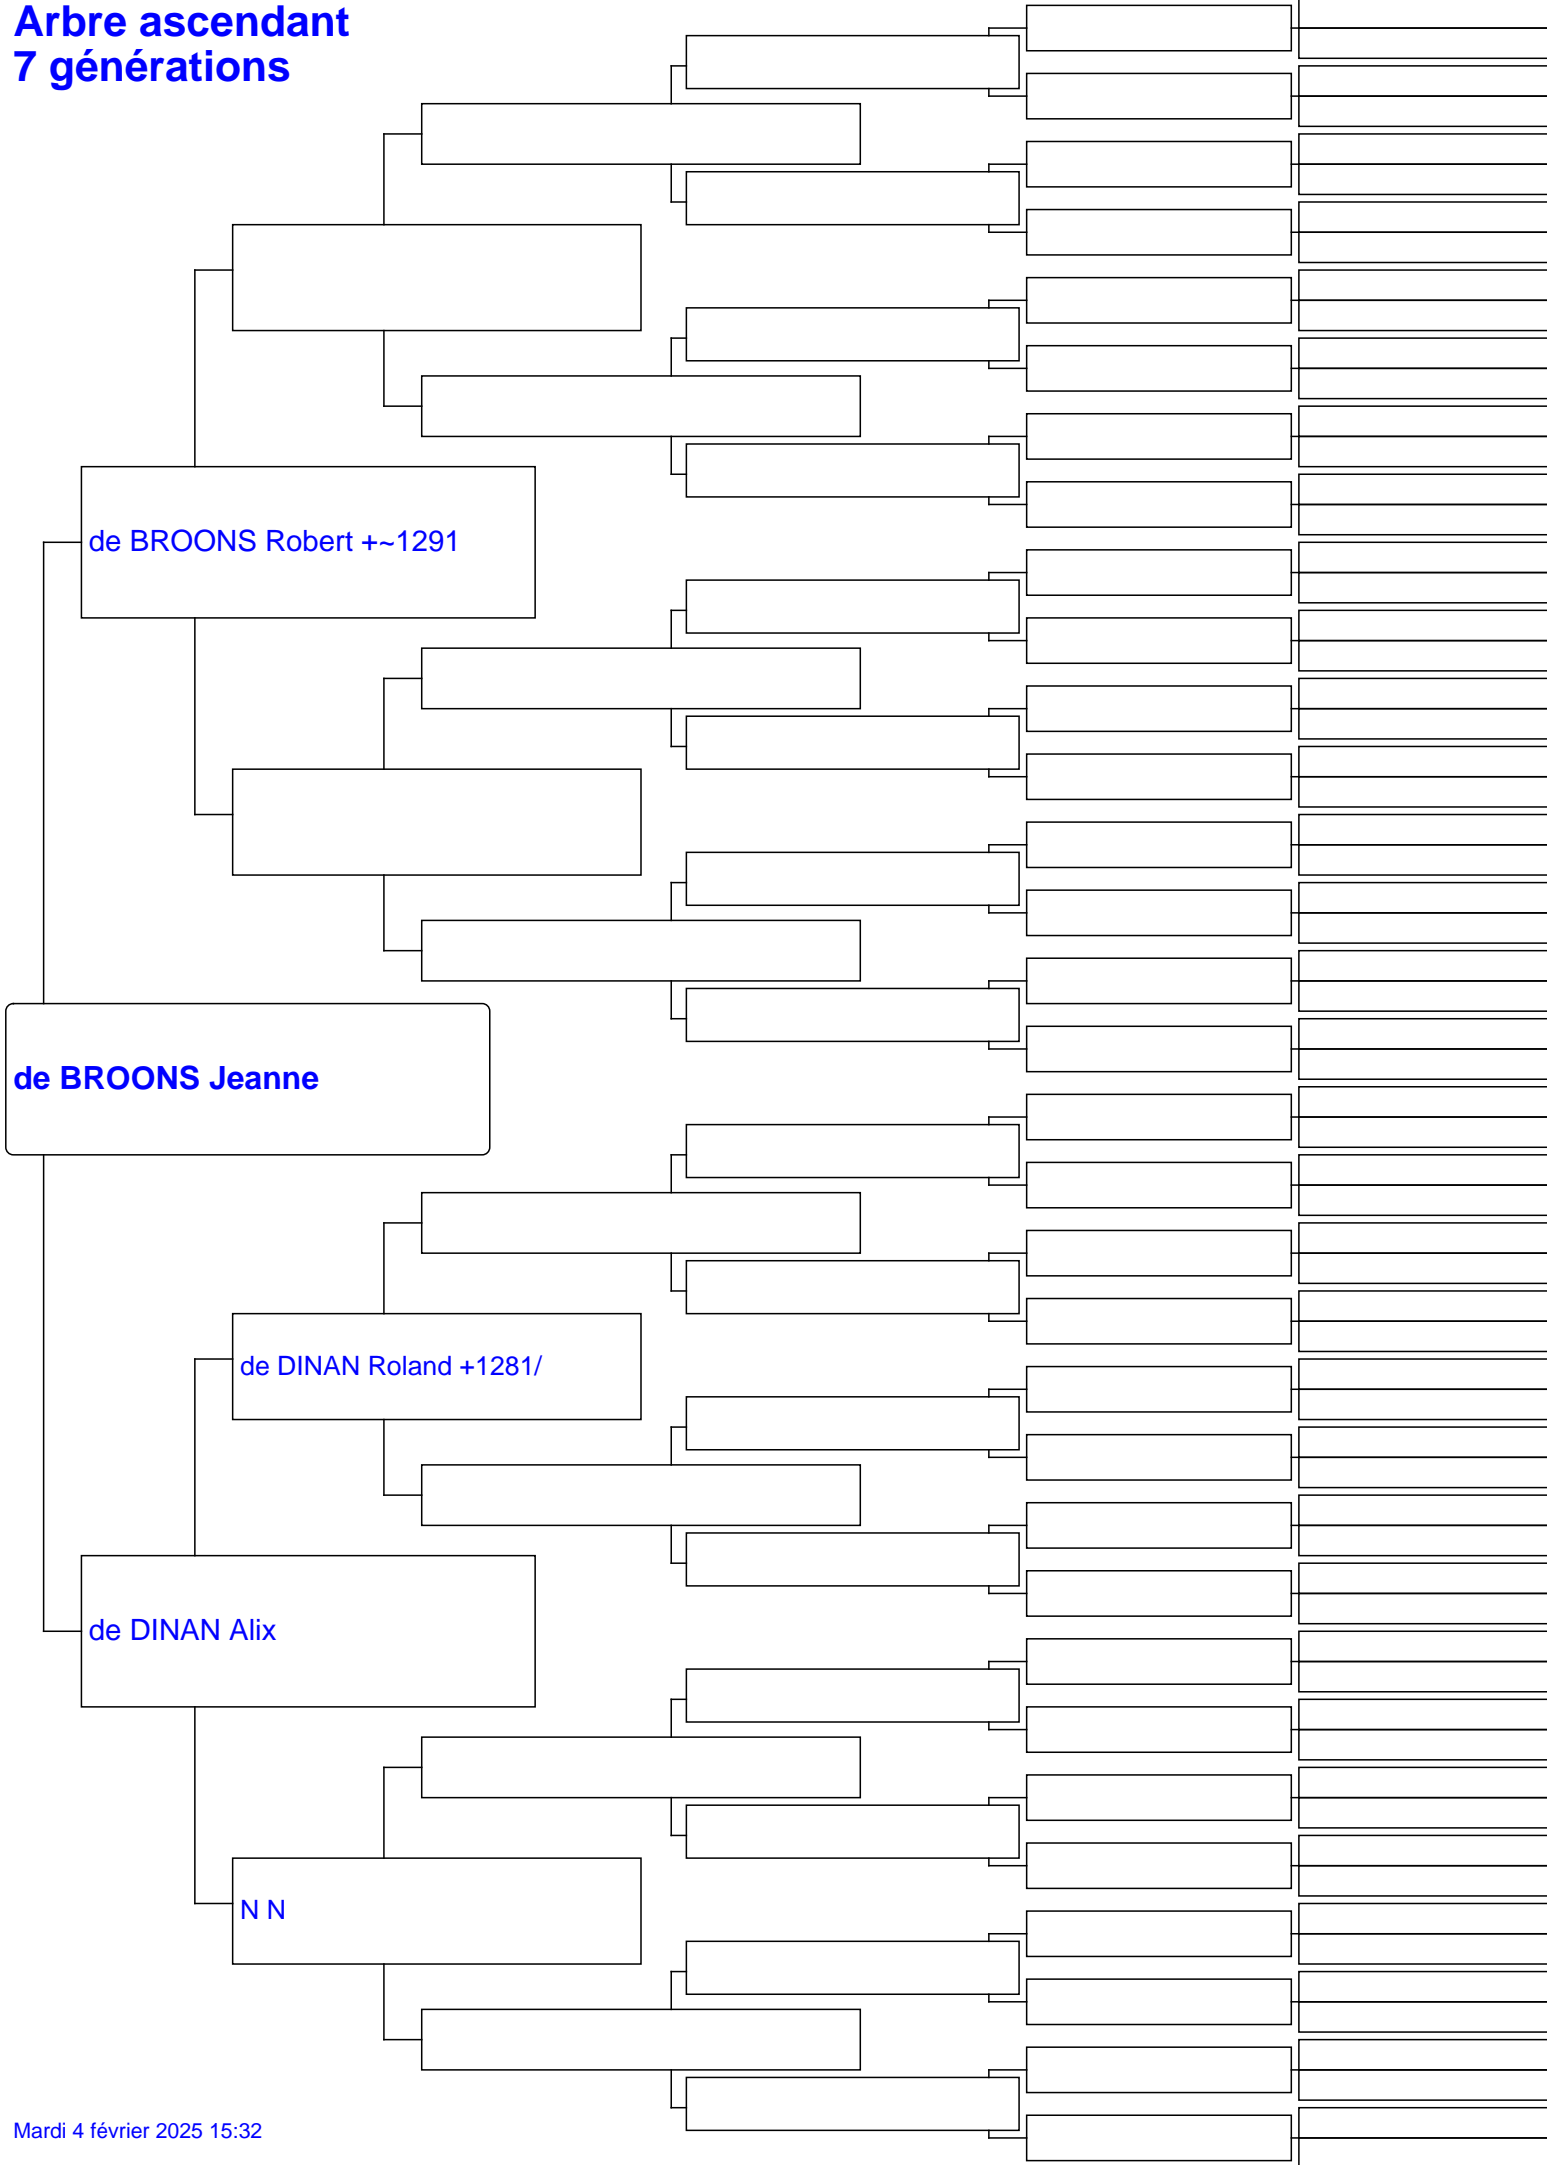 Arbre ascendant
7 générations
de BROONS Robert +~1291
de BROONS Jeanne
de DINAN Roland +1281/
de DINAN Alix
N N
Mardi 4 février 2025 15:32